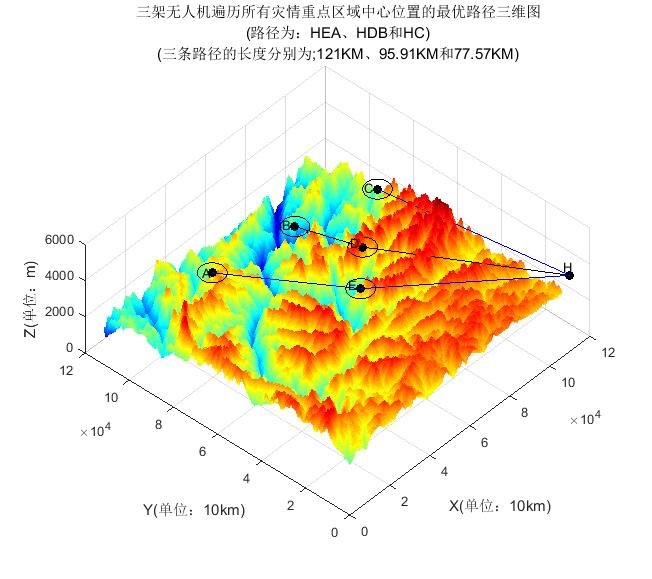 三架无人机遍历所有灾情重点区域中心位置的最优路径三维图
(路径为：HEA、HDB和HC)
(三条路径的长度分别为;121KM、95.91KM和77.57KM)
C
B
D
A
E
H
6000
4000
2000
0
Z(单位：m)
12
10
8
6
4
2
0
×10⁴
Y(单位：10km)
0
2
4
6
8
10
12
×10⁴
X(单位：10km)